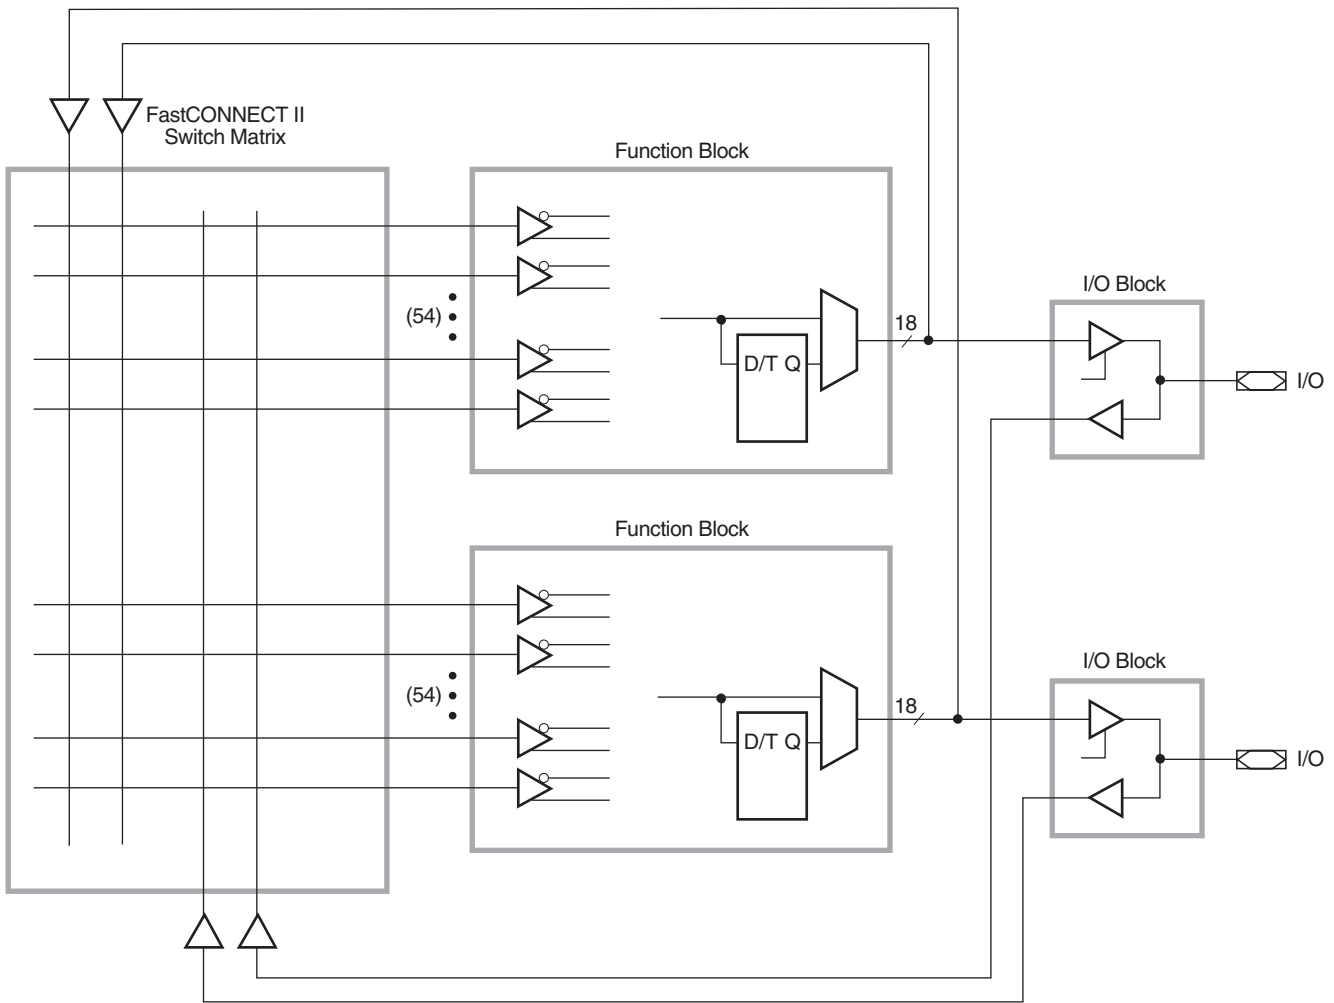 FastCONNECT II
Switch Matrix
Function Block
(54)
D/T Q
18
I/O Block
I/O
Function Block
(54)
D/T Q
18
I/O Block
I/O